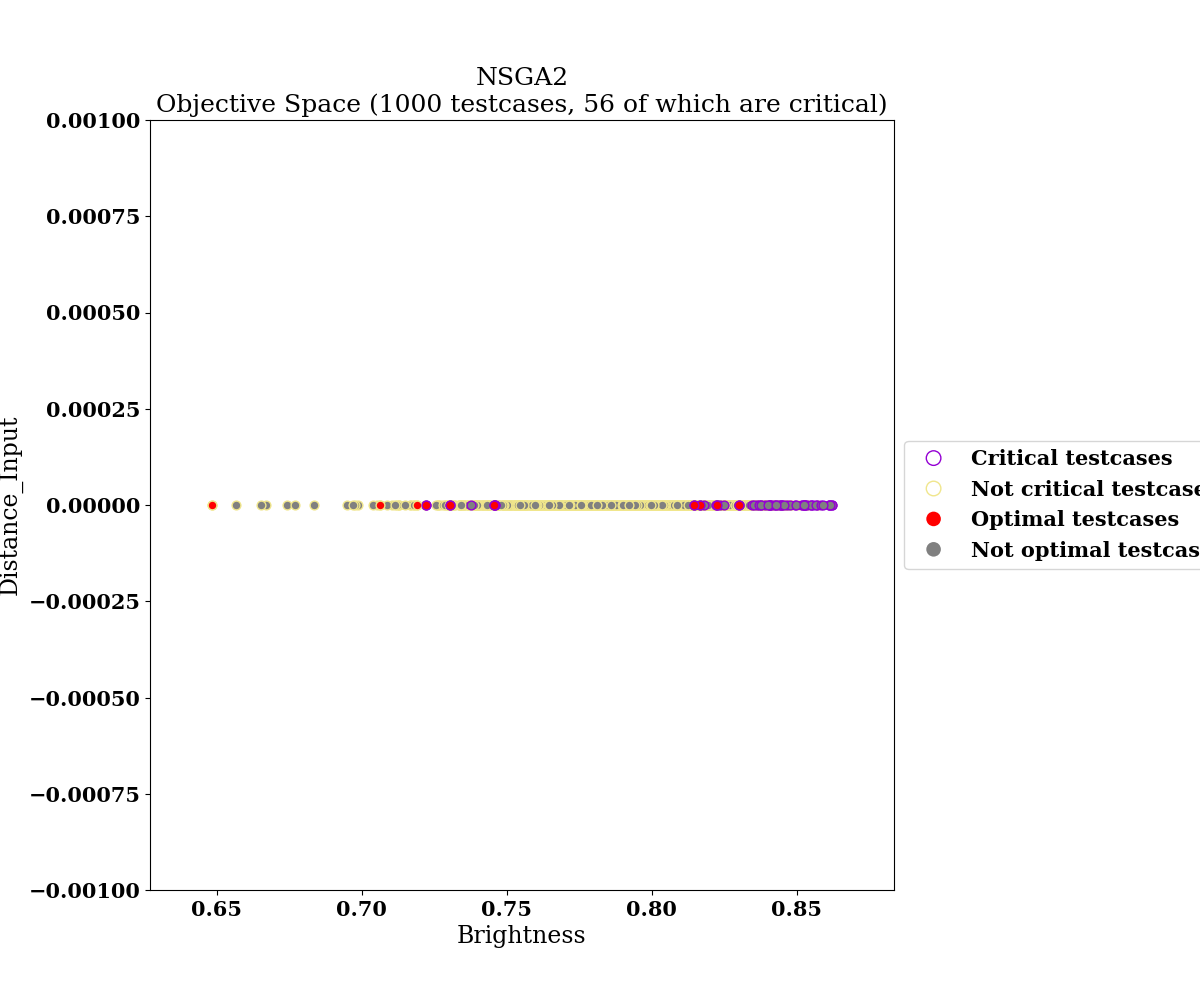 NSGA2
Objective Space (1000 testcases, 56 of which are critical)
0.00100
0.00075
0.00050
0.00025
0.00000
−0.00025
−0.00050
−0.00075
−0.00100
Distance_Input
0.65 0.70 0.75 0.80 0.85
Brightness
Critical testcases
Not critical testcase
Optimal testcases
Not optimal testcas